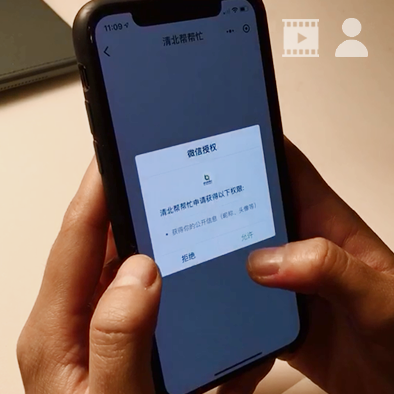 11:09
清北帮帮忙
微信授权
清北帮帮忙申请获得以下权限:
• 获得你的公开信息（昵称、头像等）
拒绝
允许